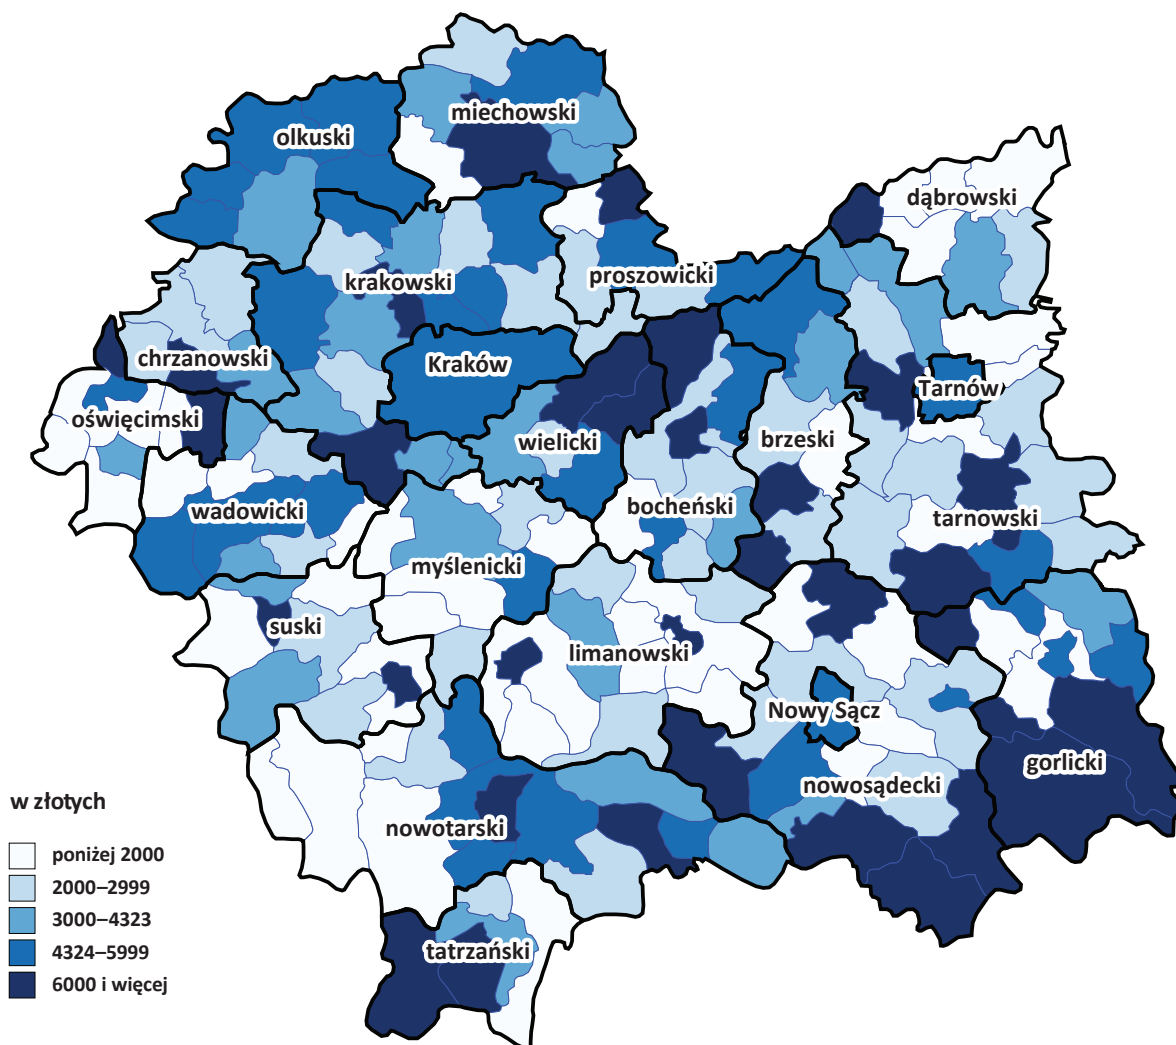 miechowski
olkuski
dąbrowski
krakowski
proszowicki
chrzanowski
Kraków
Tarnów
oświęcimski
wielicki
brzeski
wadowicki
bocheński
tarnowski
myślenicki
suski
limanowski
Nowy Sącz
gorlicki
nowosądecki
nowotarski
tatrzański
w złotych
poniżej 2000
2000–2999
3000–4323
4324–5999
6000 i więcej